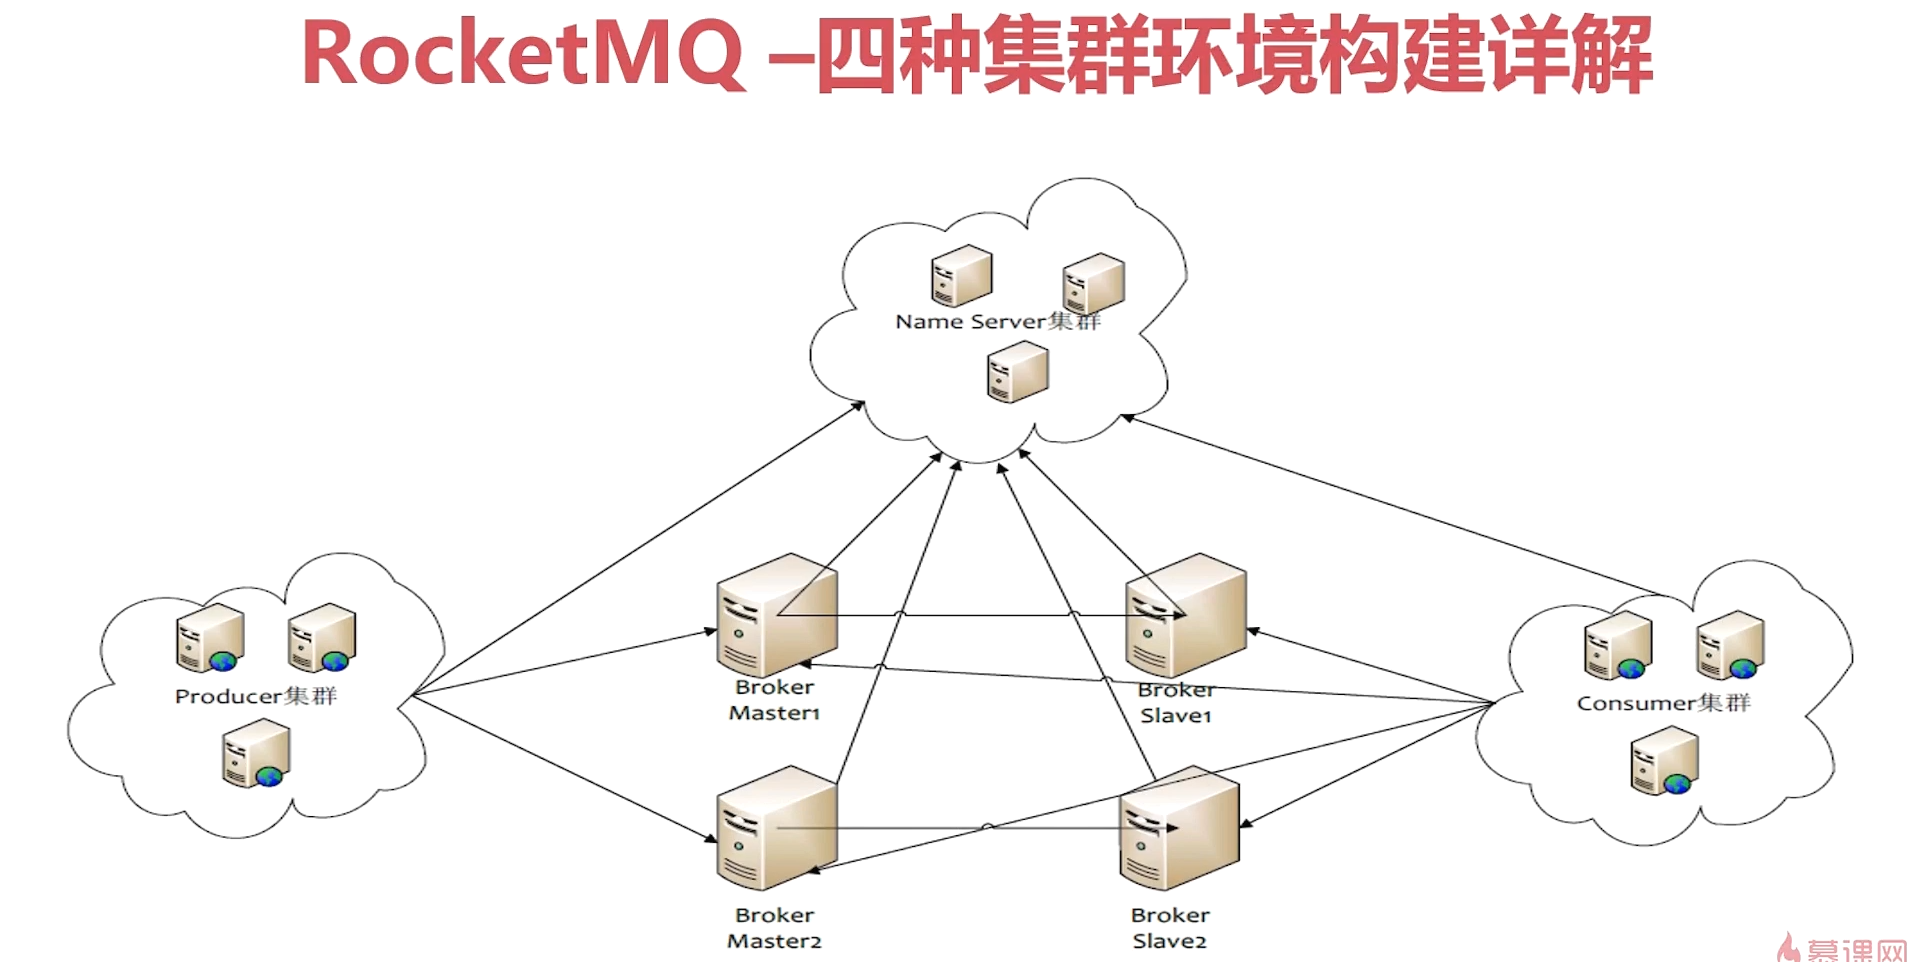 RocketMQ –四种集群环境构建详解
Name Server集群
Producer集群
Broker
Master1
Broker
Slave1
Consumer集群
Broker
Master2
Broker
Slave2
慕课网